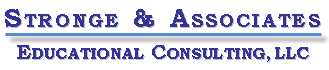 STRONGE & ASSOCIATES
EDUCATIONAL CONSULTING, LLC